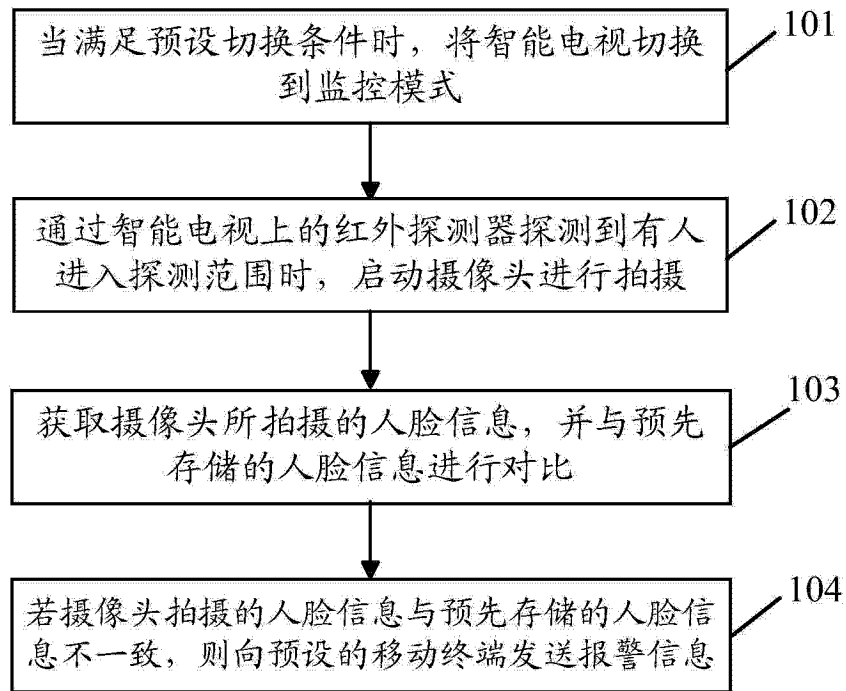 当满足预设切换条件时，将智能电视切换
到监控模式
101
通过智能电视上的红外探测器探测到有人
进入探测范围时，启动摄像头进行拍摄
102
获取摄像头所拍摄的人脸信息，并与预先
存储的人脸信息进行对比
103
若摄像头拍摄的人脸信息与预先存储的人脸信
息不一致，则向预设的移动终端发送报警信息
104